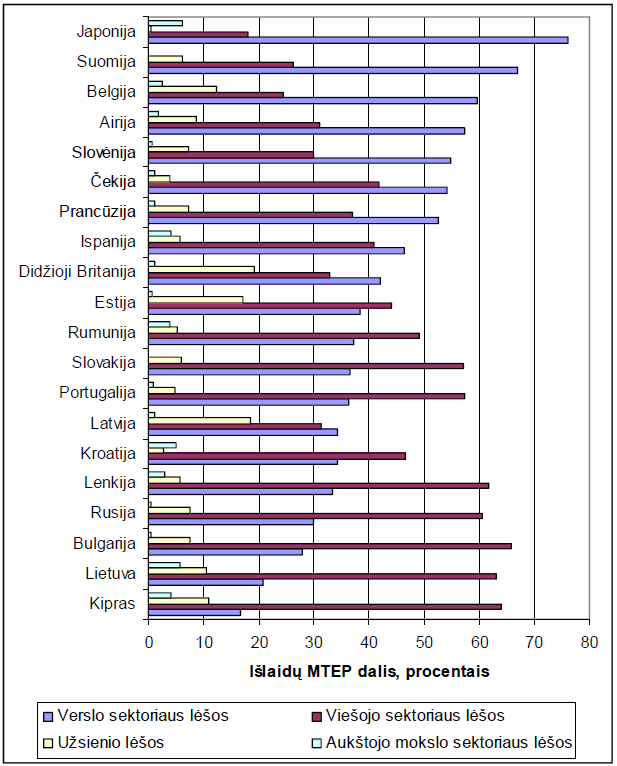 Japonija
Suomija
Belgija
Airija
Slovėnija
Čekija
Prancūzija
Ispanija
Didžioji Britanija
Estija
Rumunija
Slovakija
Portugalija
Latvija
Kroatija
Lenkija
Rusija
Bulgarija
Lietuva
Kipras
0 10 20 30 40 50 60 70 80
Išlaidų MTEP dalis, procentais
Verslo sektoriaus lėšos Viešojo sektoriaus lėšos
Užsienio lėšos Aukštojo mokslo sektoriaus lėšos